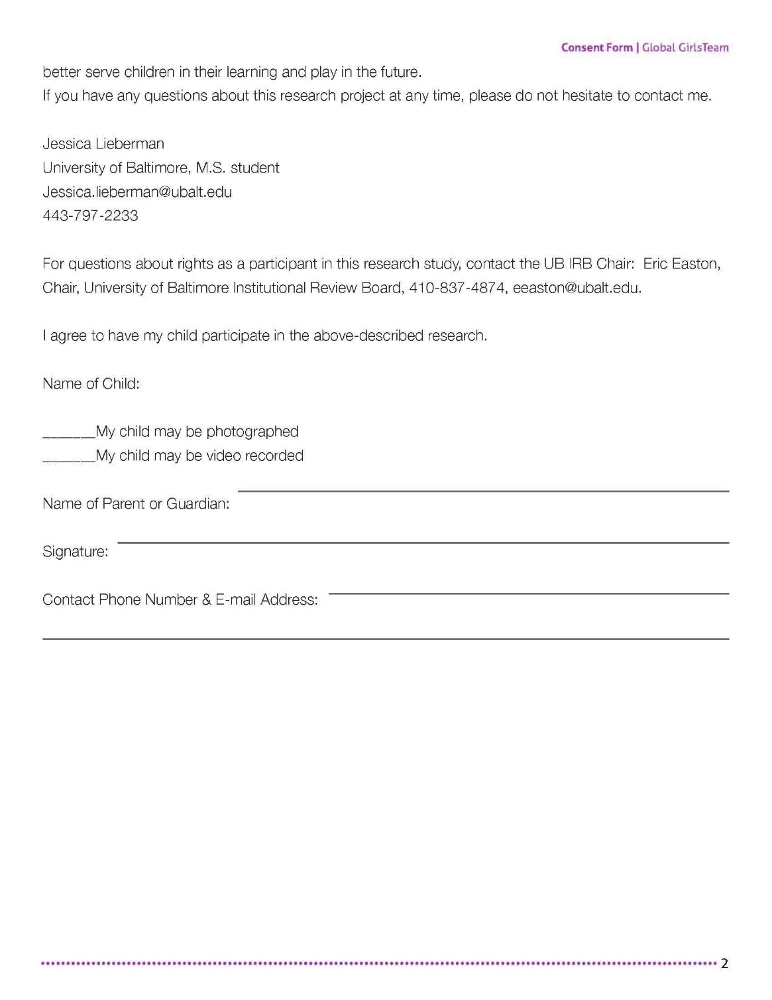 Consent Form | Global GirlsTeam
better serve children in their learning and play in the future.
If you have any questions about this research project at any time, please do not hesitate to contact me.
Jessica Lieberman
University of Baltimore, M.S. student
Jessica.lieberman@ubalt.edu
443-797-2233
For questions about rights as a participant in this research study, contact the UB IRB Chair:  Eric Easton,
Chair, University of Baltimore Institutional Review Board, 410-837-4874, eeaston@ubalt.edu.
I agree to have my child participate in the above-described research.
Name of Child:
_______My child may be photographed
_______My child may be video recorded
Name of Parent or Guardian:
Signature:
Contact Phone Number & E-mail Address:
2